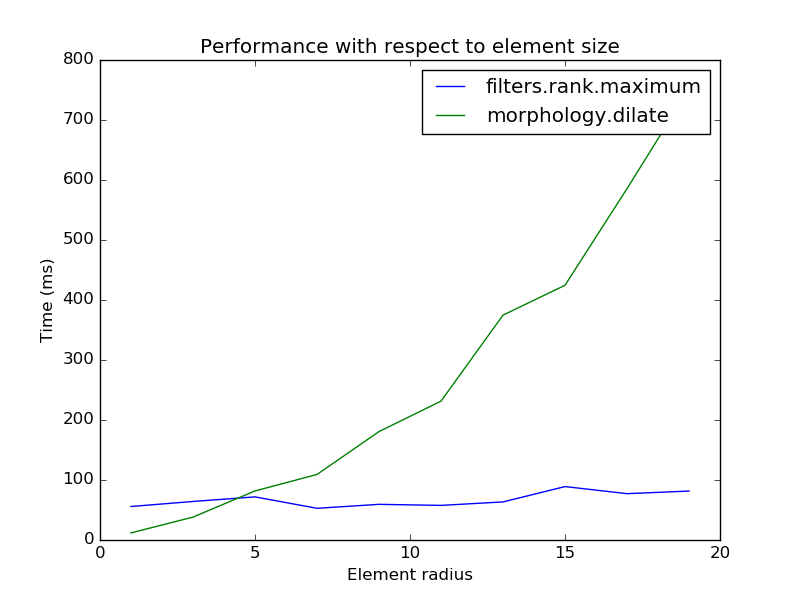 Performance with respect to element size
filters.rank.maximum
morphology.dilate
800
700
600
500
400
300
200
100
0
Time (ms)
0 5 10 15 20
Element radius